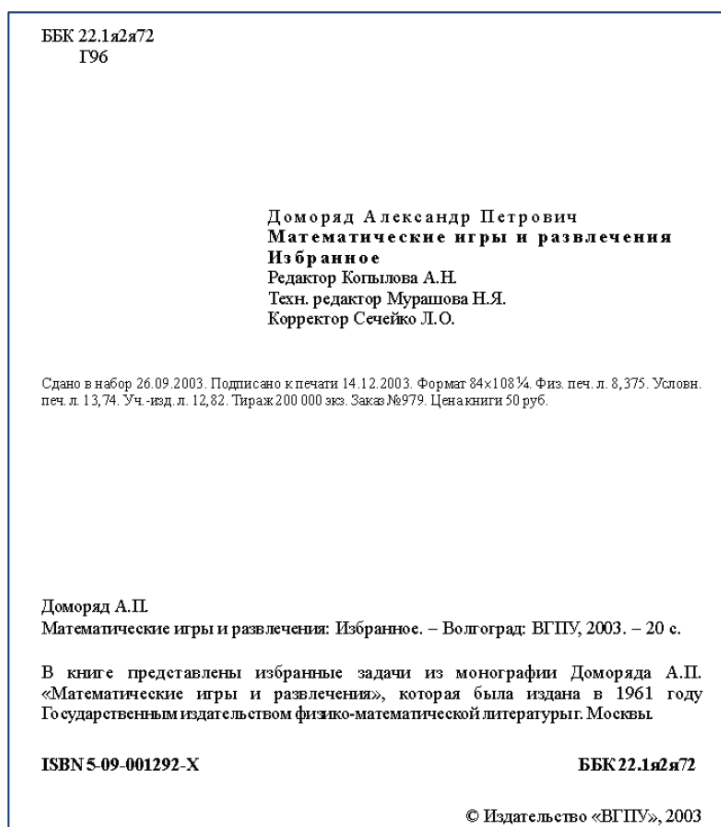 ББК 22.1я2я72
Г96
Доморяд Александр Петрович
Математические игры и развлечения
Избранное
Редактор Копылова А.Н.
Техн. редактор Мурашова Н.Я.
Корректор Сечейко Л.О.
Сдано в набор 26.09.2003. Подписано к печати 14.12.2003. Формат 84×108 ¼. Физ. печ. л. 8,375. Условн.
печ. л. 13,74. Уч.-изд. л. 12,82. Тираж 200 000 экз. Заказ №979. Цена книги 50 руб.
Доморяд А.П.
Математические игры и развлечения: Избранное. – Волгоград: ВГПУ, 2003. – 20 с.
В книге представлены избранные задачи из монографии Доморяда А.П.
«Математические игры и развлечения», которая была издана в 1961 году
Государственным издательством физико-математической литературы г. Москвы.
ISBN 5-09-001292-X ББК 22.1я2я72
© Издательство «ВГПУ», 2003